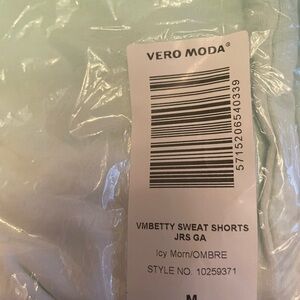 VERO MODA®
5715206540339
VMBETTY SWEAT SHORTS
JRS GA
Icy Morn/OMBRE
STYLE NO. 10259371
M